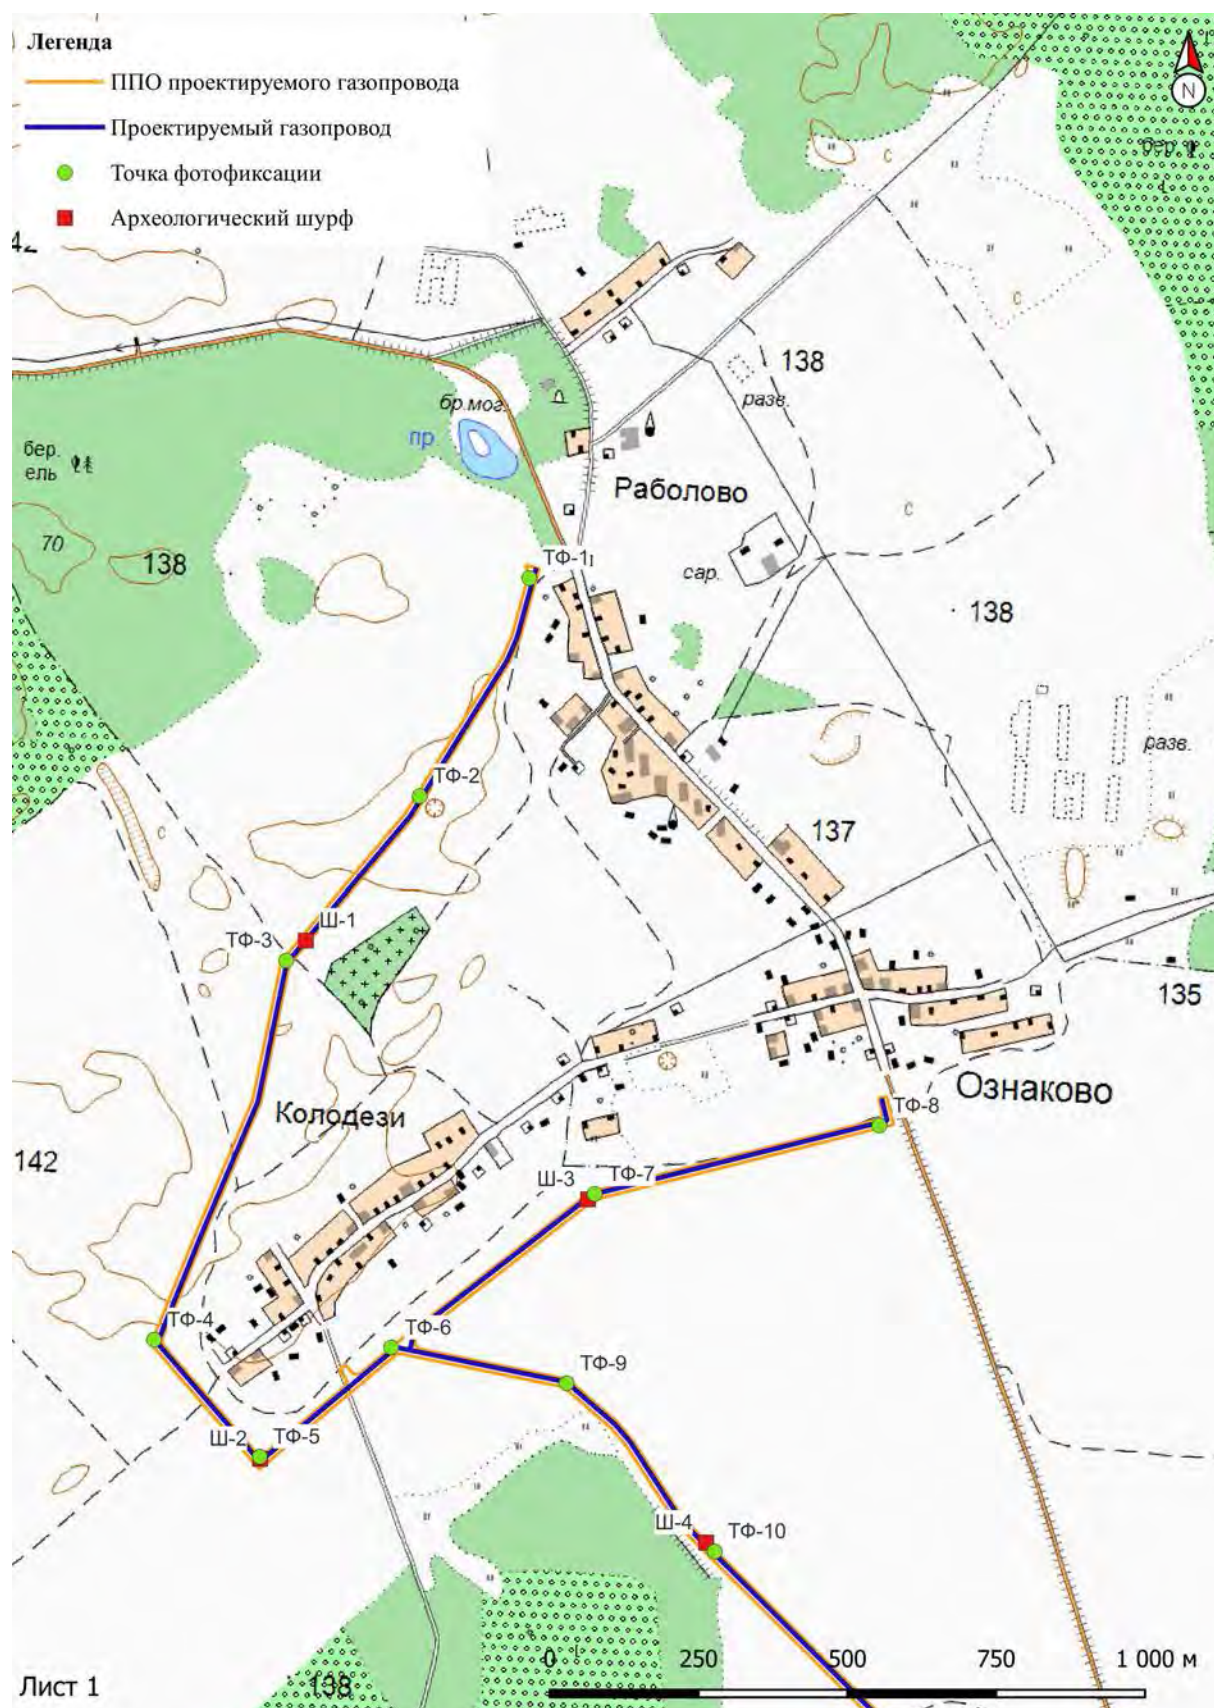 Легенда
ППО проектируемого газопровода
Проектируемый газопровод
Точка фотофиксации
Археологический шурф
N
бер.
С
С
138
бр.мог.
разв.
пр
бер.
ель
Раболово
С
70
138
ТФ-1
сар.
138
разв.
ТФ-2
С
137
Ш-1
ТФ-3
135
Ознаково
Колодези
ТФ-8
142
Ш-3
ТФ-7
ТФ-4
ТФ-6
ТФ-9
Ш-2
ТФ-5
Ш-4
ТФ-10
0 250 500 750 1 000 м
Лист 1
138